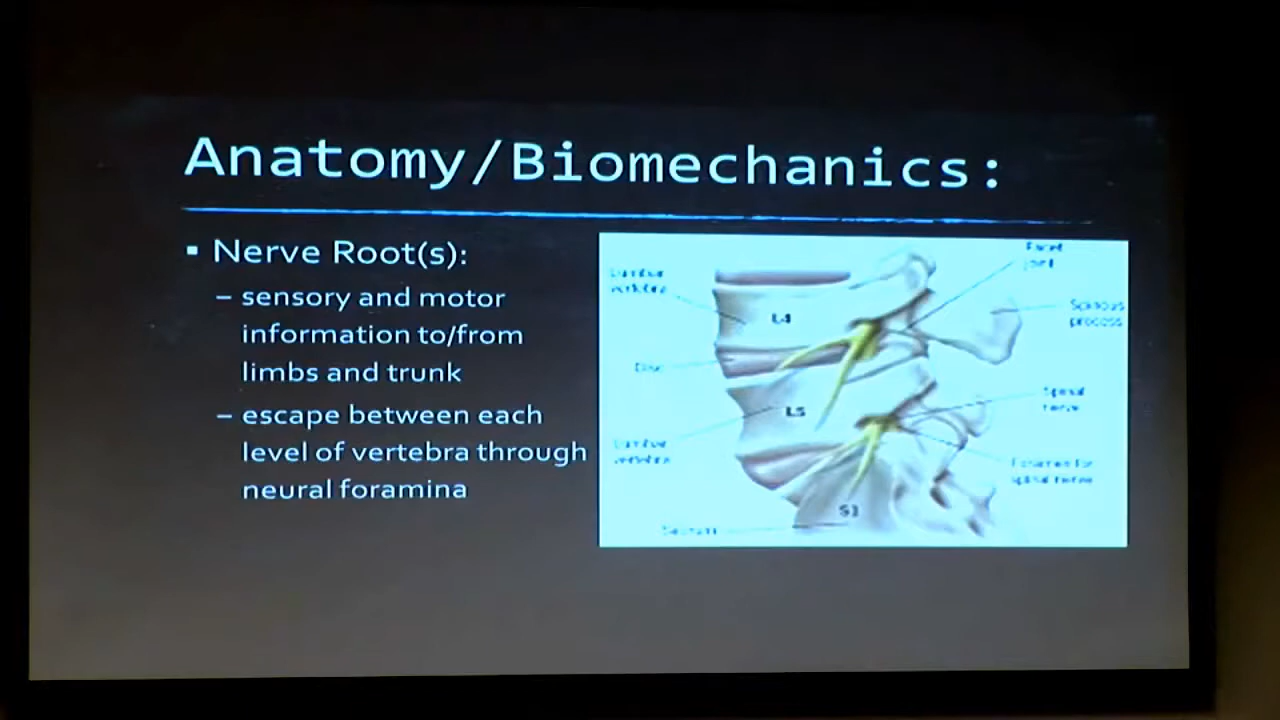 Anatomy/Biomechanics:
▪ Nerve Root(s):
– sensory and motor
information to/from
limbs and trunk
– escape between each
level of vertebra through
neural foramina
Facet
joint
Lumbar
vertebra
L4
Spinous
process
Disc
Spinal
nerve
L5
Lumbar
vertebra
Foramen for
spinal nerve
S1
Sacrum